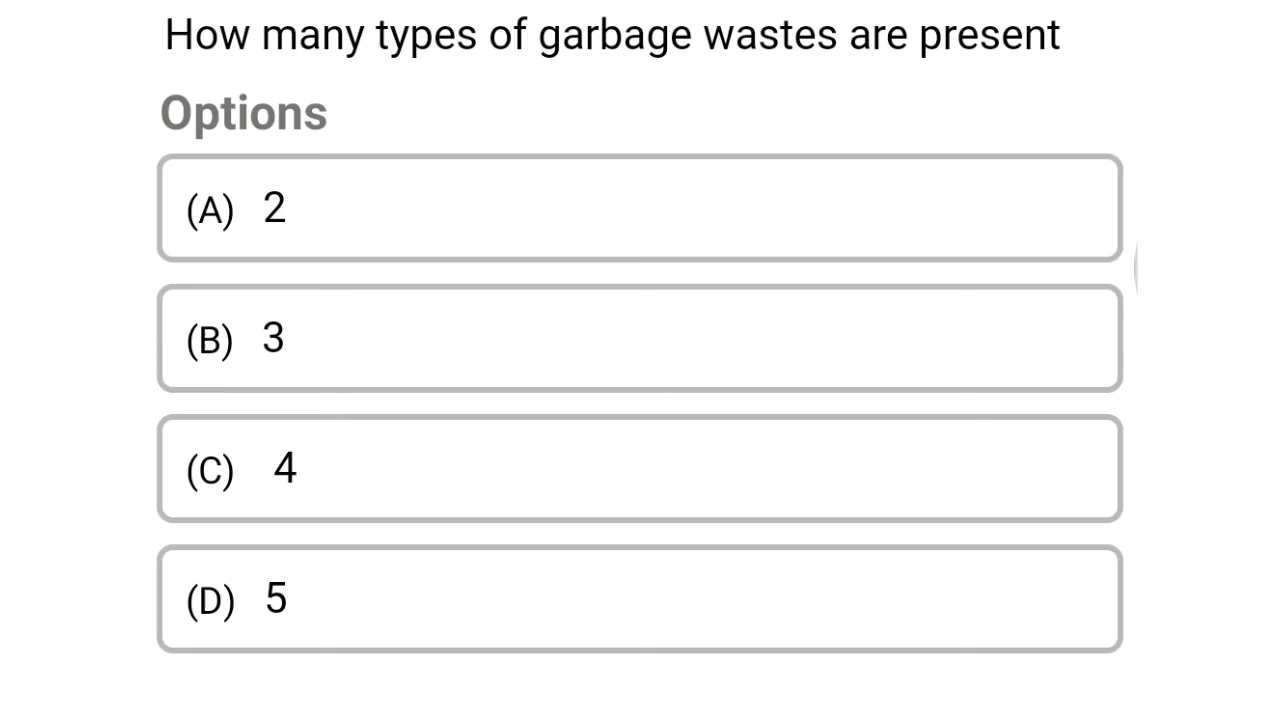 How many types of garbage wastes are present
Options
(A) 2
(B) 3
(C) 4
(D) 5